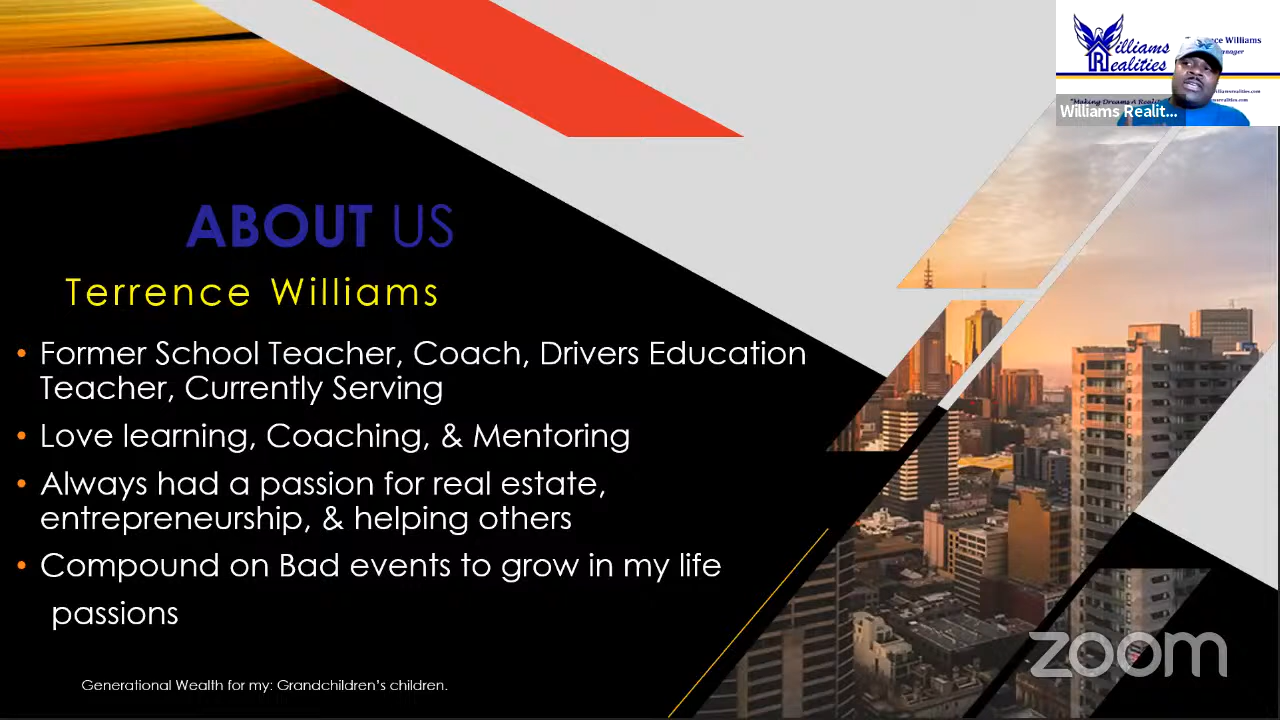 Williams
Realities
Williams
"Making Dreams A Realit
Williams Realit...
ABOUT US
Terrence Williams
• Former School Teacher, Coach, Drivers Education
Teacher, Currently Serving
• Love learning, Coaching, & Mentoring
• Always had a passion for real estate,
entrepreneurship, & helping others
• Compound on Bad events to grow in my life
passions
Generational Wealth for my: Grandchildren's children.
zoom